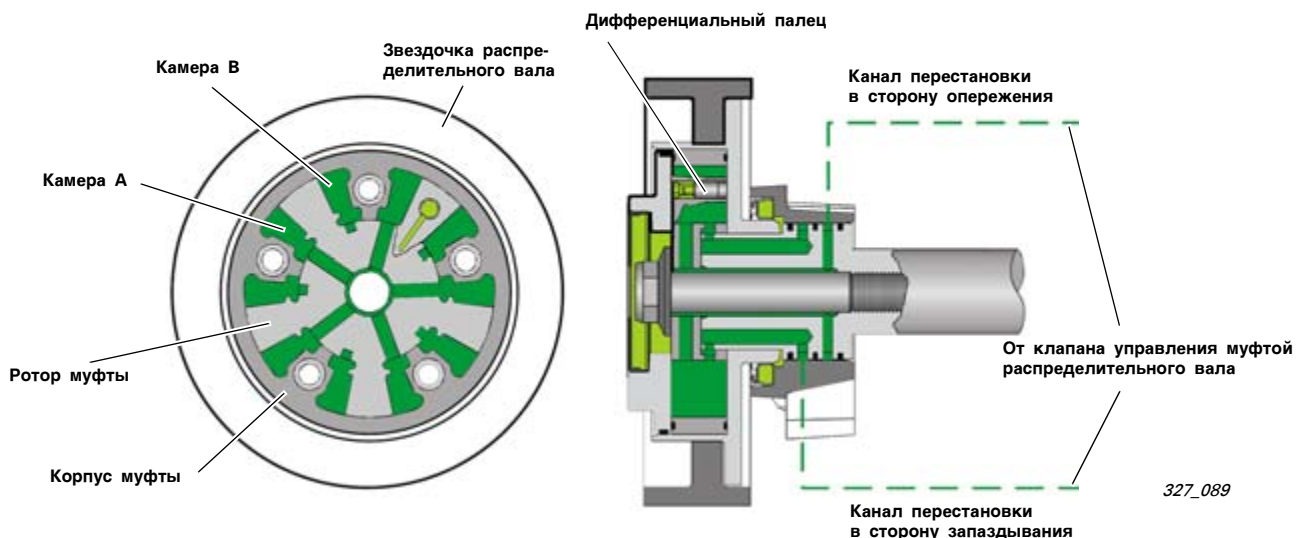 Дифференциальный палец
Звездочка распре-
делительного вала
Камера В
Канал перестановки
в сторону опережения
Камера А
От клапана управления муфтой
распределительного вала
Ротор муфты
Корпус муфты
327_089
Канал перестановки
в сторону запаздывания